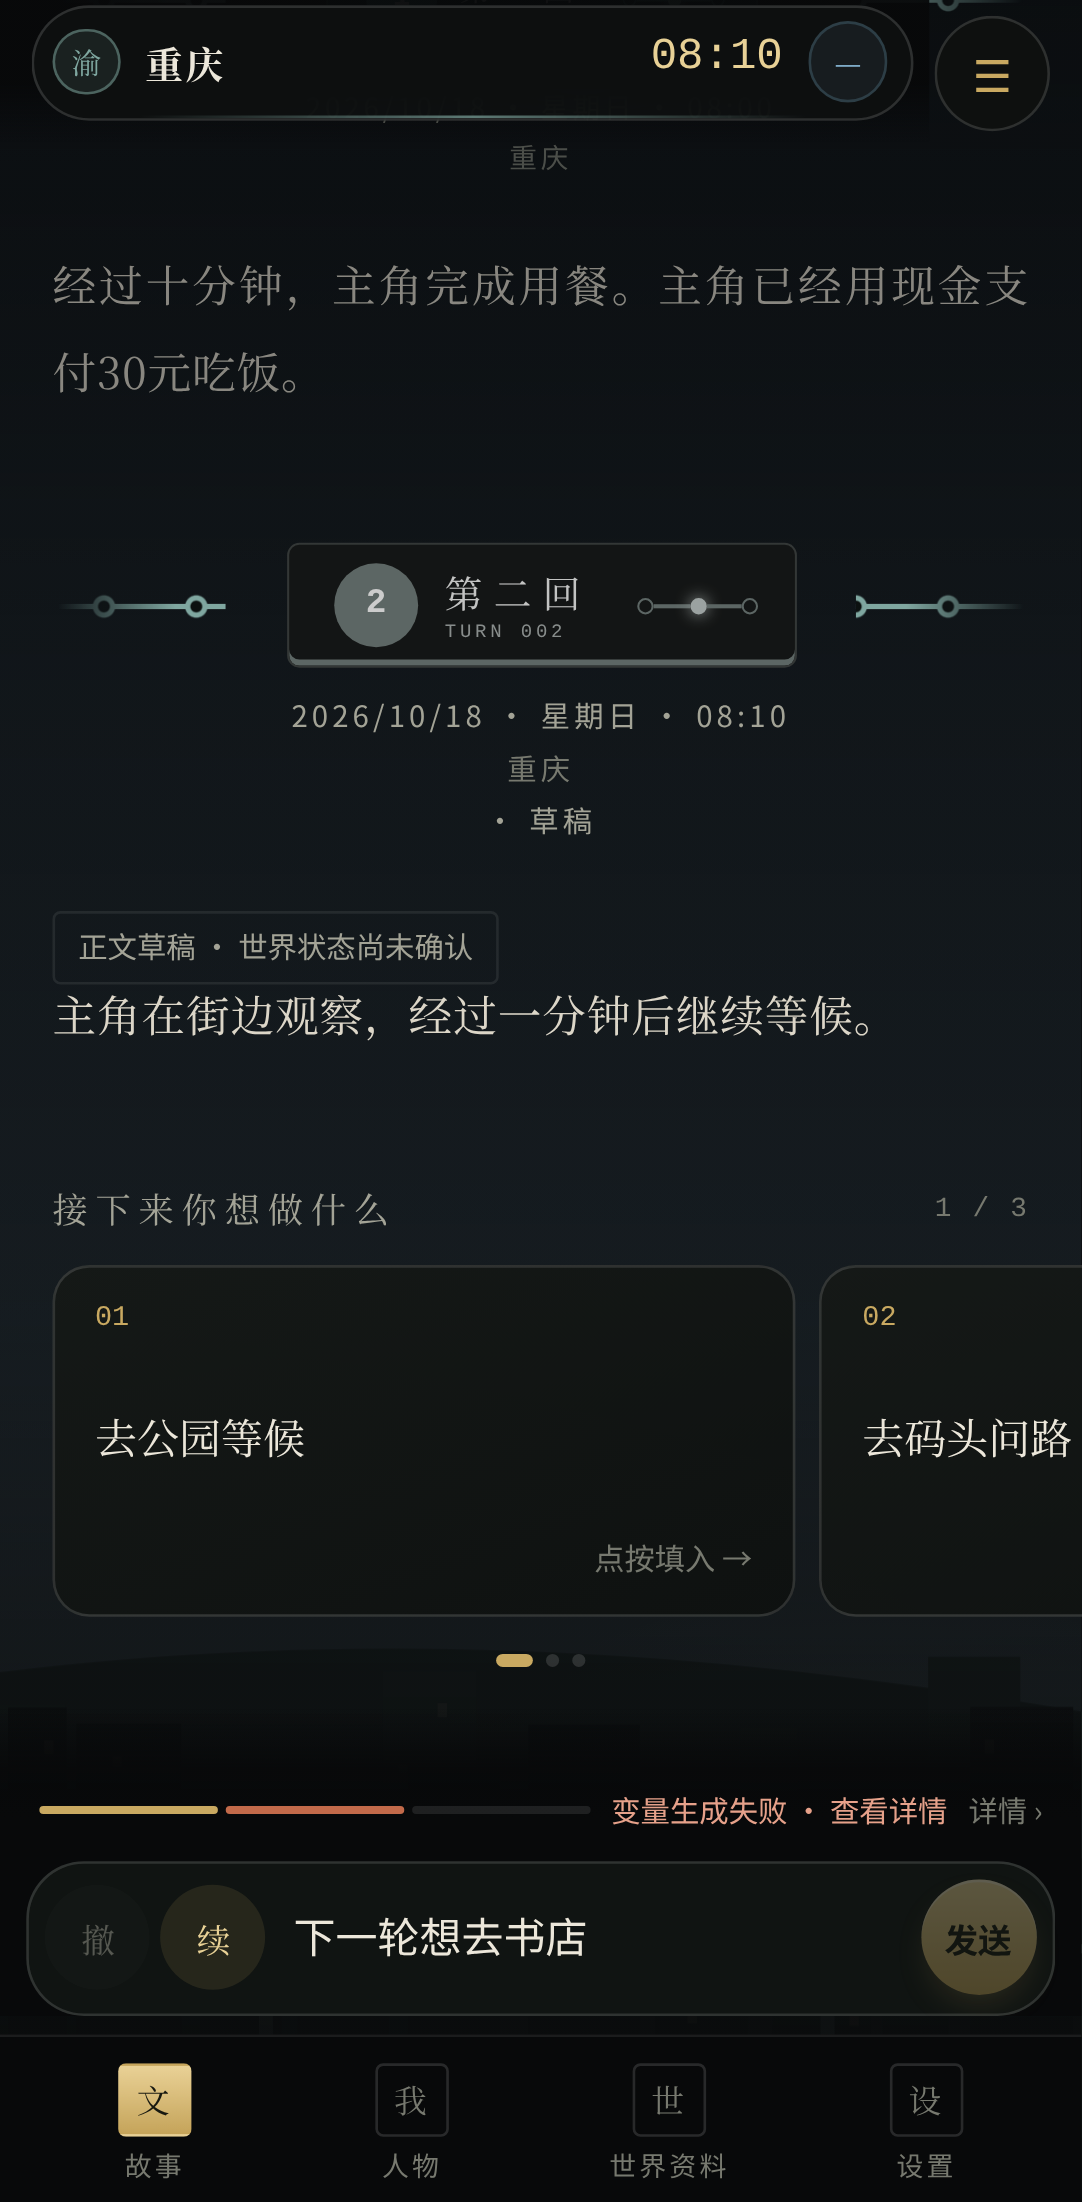 渝 重庆 08:10 — ☰
重庆
经过十分钟，主角完成用餐。主角已经用现金支
付30元吃饭。
2 第二回
TURN 002
2026/10/18 · 星期日 · 08:10
重庆
· 草稿
正文草稿 · 世界状态尚未确认
主角在街边观察，经过一分钟后继续等候。
接下来你想做什么 1 / 3
01
去公园等候
点按填入 →
02
去码头问路
变量生成失败 · 查看详情 详情 ›
撤 续 下一轮想去书店 发送
文 我 世 设
故事 人物 世界资料 设置